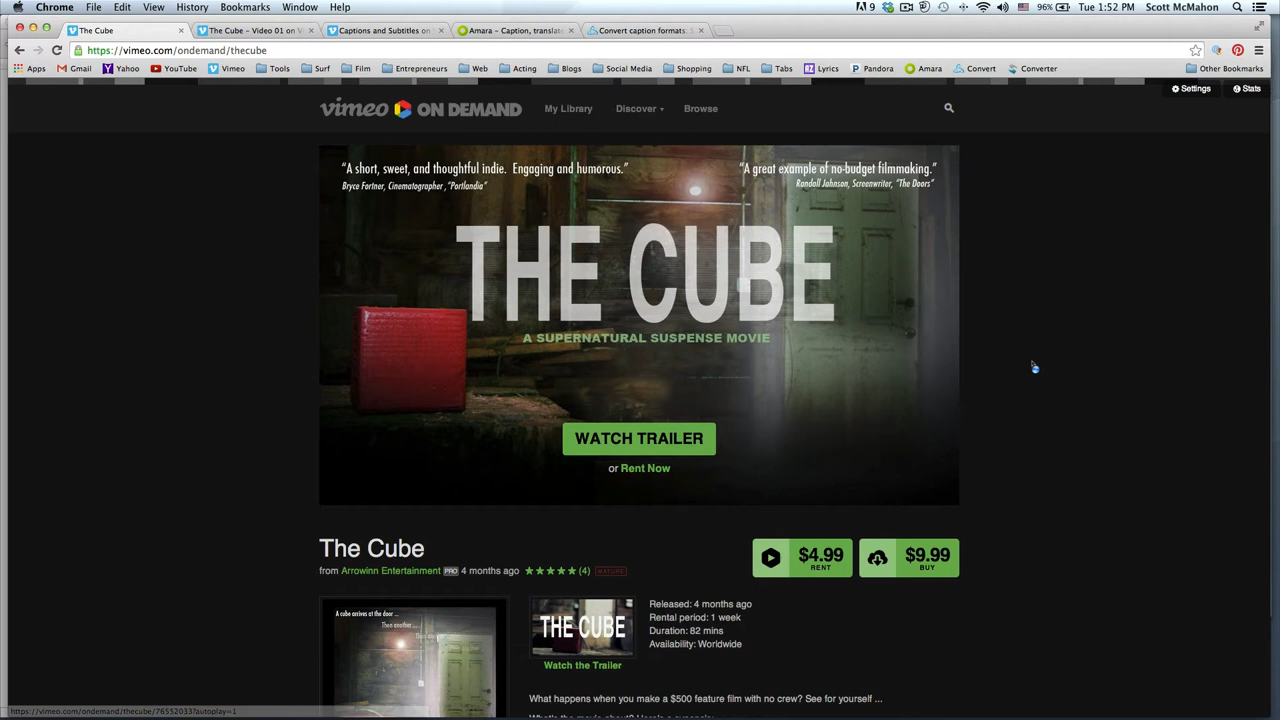 Chrome File Edit View History Bookmarks Window Help
9 96% Tue 1:52 Scott McMahon
The Cube
The Cube – Video 01 on V
Captions and Subtitles on
Amara – Caption, translate
Convert caption formats: S
https://vimeo.com/ondemand/thecube
Apps Gmail Yahoo YouTube Vimeo Tools Surf Film Entrepreneurs Web Acting Blogs Social Media Shopping NFL Tabs Lyrics Pandora Amara Convert Converter Other Bookmarks
Settings Stats
vimeo ON DEMAND My Library Discover Browse
“A short, sweet, and thoughtful indie. Engaging and humorous.”
Bryce Fortner, Cinematographer, “Portlandia”
“A great example of no-budget filmmaking.”
Randall Johnson, Screenwriter, “The Doors”
THE CUBE
A SUPERNATURAL SUSPENSE MOVIE
WATCH TRAILER
or Rent Now
The Cube
from Arrowinn Entertainment PRO 4 months ago ★★★★★ (4) MATURE
$4.99
RENT
$9.99
BUY
A cube arrives at the door ...
Then another ...
THE CUBE
Watch the Trailer
Released: 4 months ago
Rental period: 1 week
Duration: 82 mins
Availability: Worldwide
What happens when you make a $500 feature film with no crew? See for yourself ...
https://vimeo.com/ondemand/thecube/76552033?autoplay=1